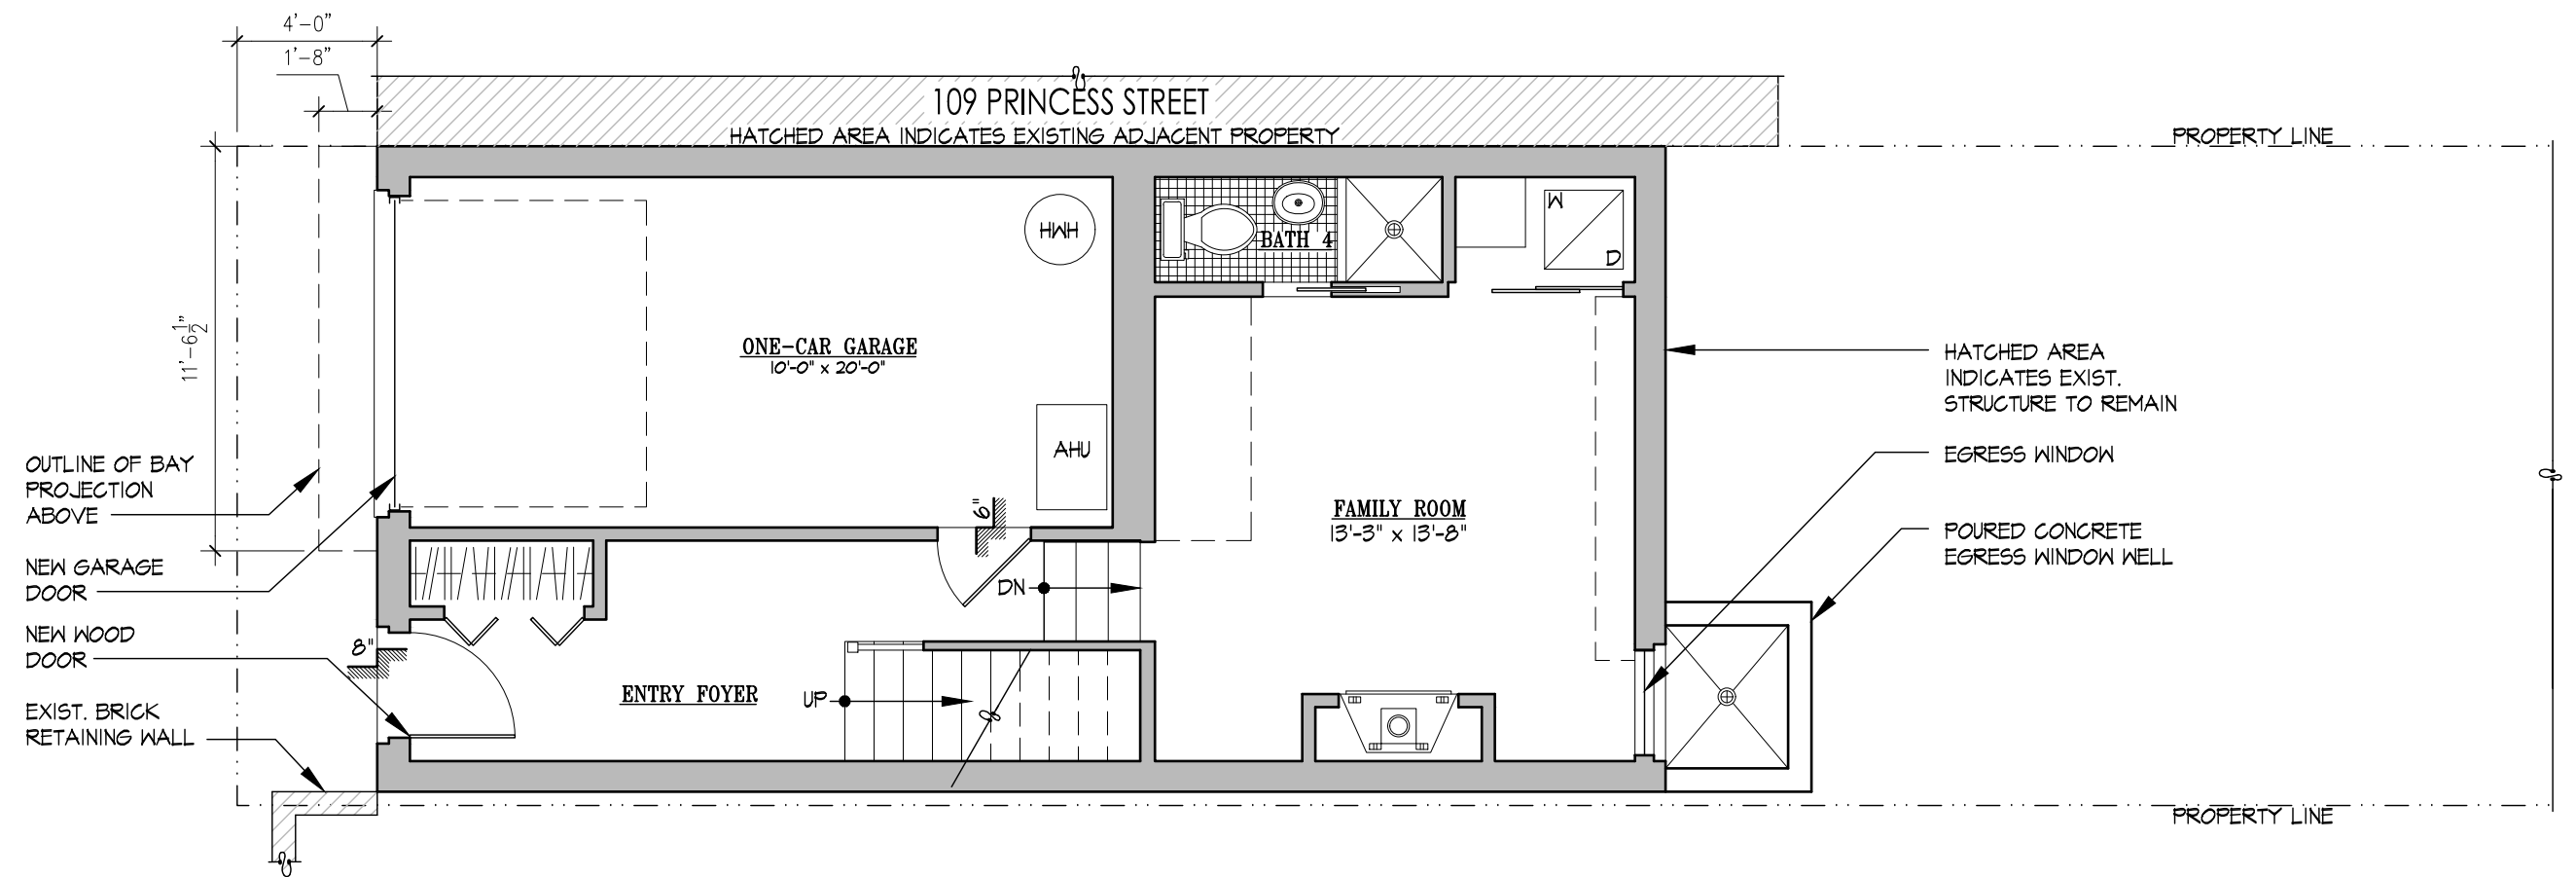 4'-0"
1'-8"
109 PRINCESS STREET
HATCHED AREA INDICATES EXISTING ADJACENT PROPERTY
PROPERTY LINE
11'-6 1/2"
HWH
BATH 4
W
D
ONE-CAR GARAGE
10'-0" x 20'-0"
AHU
6"
FAMILY ROOM
13'-3" x 13'-8"
HATCHED AREA
INDICATES EXIST.
STRUCTURE TO REMAIN
EGRESS WINDOW
POURED CONCRETE
EGRESS WINDOW WELL
OUTLINE OF BAY
PROJECTION
ABOVE
NEW GARAGE
DOOR
NEW WOOD
DOOR
8"
EXIST. BRICK
RETAINING WALL
DN
ENTRY FOYER
UP
PROPERTY LINE